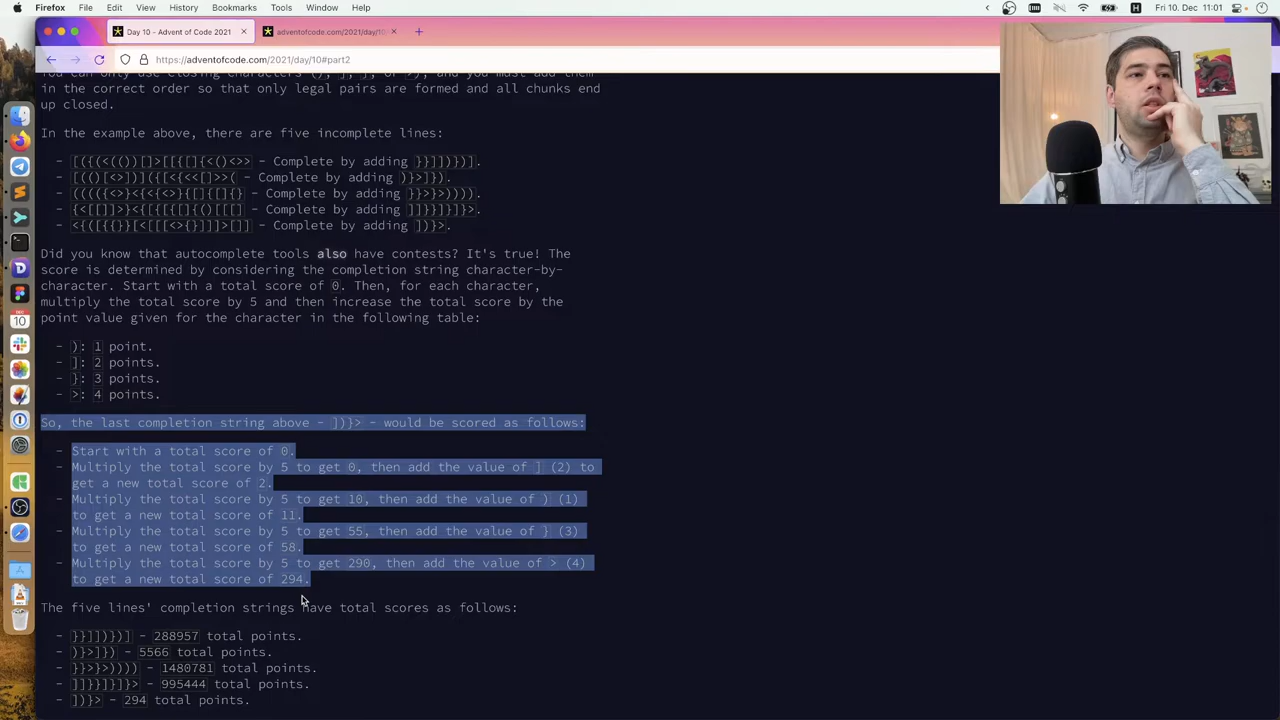 Firefox File Edit View History Bookmarks Tools Window Help
Fri 10. Dec 11:01
Day 10 - Advent of Code 2021 ×
adventofcode.com/2021/day/10 ×
https://adventofcode.com/2021/day/10#part2
in the correct order so that only legal pairs are formed and all chunks end
up closed.
In the example above, there are five incomplete lines:
- [({(<(())[]>[[{[]{<()<>> - Complete by adding }}]])})].
- [(()[<>])]({[<{<<[]>>( - Complete by adding )}>]}).
- (((({<>}<{<{<>}{[]{[]{} - Complete by adding }}>}>)))).
- {<[[]]>}<{[{[{[]{()[[[] - Complete by adding ]]}}]}]}>.
- <{([{{}}[<[[[<>{}]]]>[]] - Complete by adding ])}>.
Did you know that autocomplete tools also have contests? It's true! The
score is determined by considering the completion string character-by-
character. Start with a total score of 0. Then, for each character,
multiply the total score by 5 and then increase the total score by the
point value given for the character in the following table:
- ): 1 point.
- ]: 2 points.
- }: 3 points.
- >: 4 points.
So, the last completion string above - ])}> - would be scored as follows:
- Start with a total score of 0.
- Multiply the total score by 5 to get 0, then add the value of ] (2) to
get a new total score of 2.
- Multiply the total score by 5 to get 10, then add the value of ) (1)
to get a new total score of 11.
- Multiply the total score by 5 to get 55, then add the value of } (3)
to get a new total score of 58.
- Multiply the total score by 5 to get 290, then add the value of > (4)
to get a new total score of 294.
The five lines' completion strings have total scores as follows:
- }}]])})] - 288957 total points.
- )}>]}) - 5566 total points.
- }}>}>)))) - 1480781 total points.
- ]]}}]}]}> - 995444 total points.
- ])}> - 294 total points.